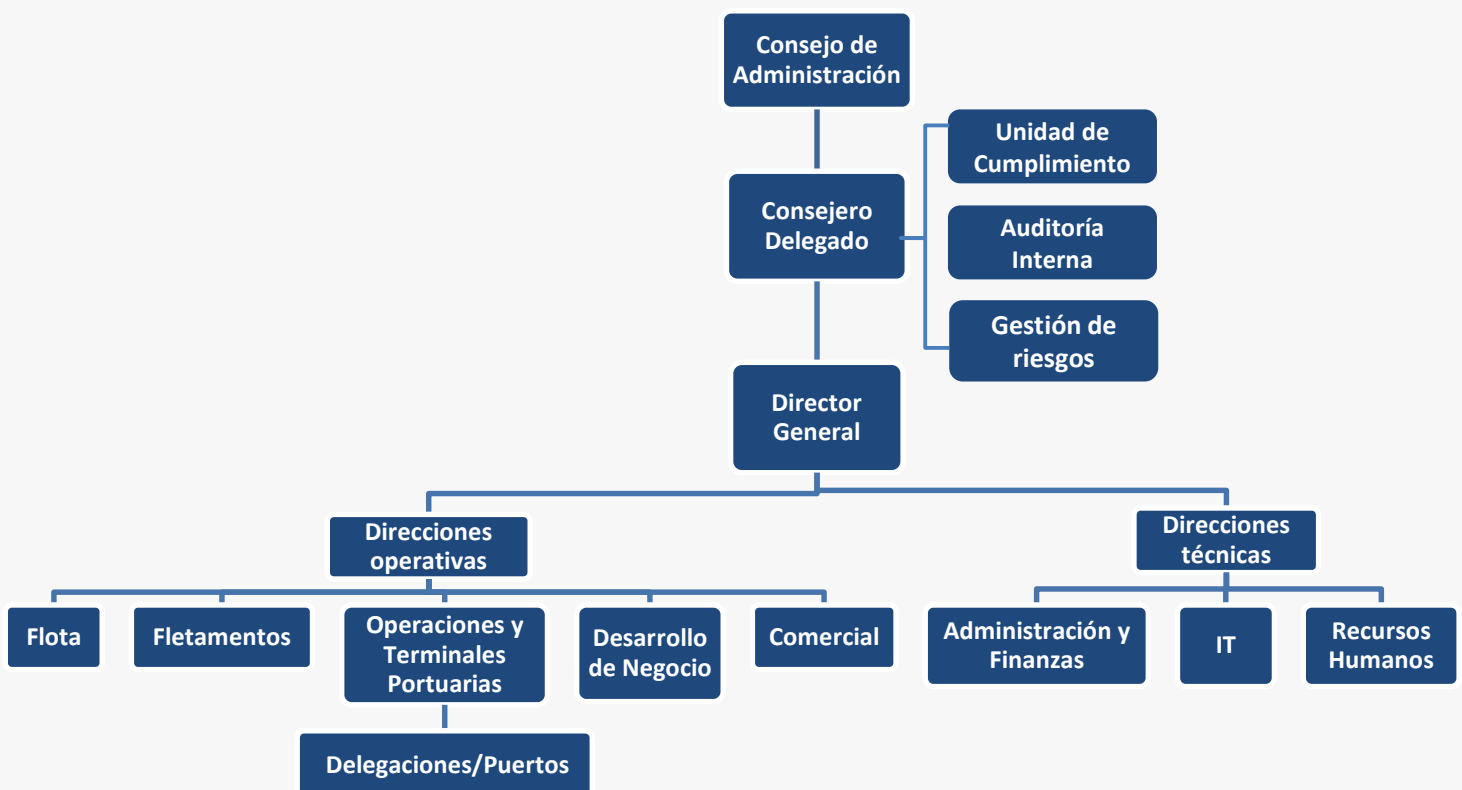 Consejo de
Administración
Unidad de
Cumplimiento
Consejero
Delegado
Auditoría
Interna
Gestión de
riesgos
Director
General
Direcciones
operativas
Direcciones
técnicas
Flota
Fletamentos
Operaciones y
Terminales
Portuarias
Desarrollo
de Negocio
Comercial
Administración y
Finanzas
IT
Recursos
Humanos
Delegaciones/Puertos